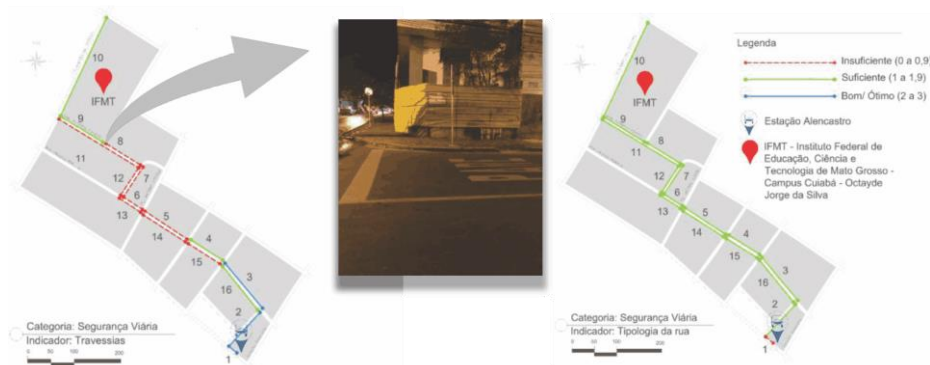 10
IFMT
9
8
11
7
12
6
13
5
14
4
15
3
16
2
1
Categoria: Segurança Viária
Indicador: Travessias
0 50 100 200
10
IFMT
9
8
11
7
12
6
13
5
14
4
15
3
16
2
1
Categoria: Segurança Viária
Indicador: Tipologia da rua
0 50 100 200
Legenda
Insuficiente (0 a 0,9)
Suficiente (1 a 1,9)
Bom/ Ótimo (2 a 3)
Estação Alencastro
IFMT - Instituto Federal de
Educação, Ciência e
Tecnologia de Mato Grosso -
Campus Cuiabá - Octayde
Jorge da Silva